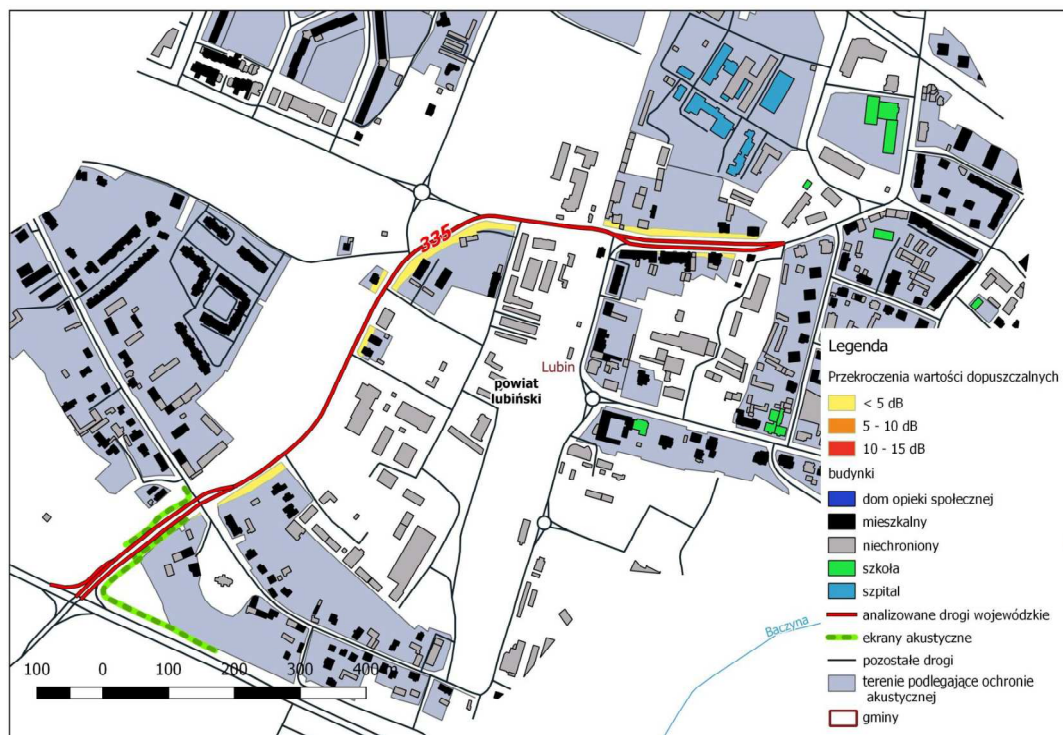 335
Lubin
powiat
lubiński
Baczyna
100 0 100 200 300 400 m
Legenda
Przekroczenia wartości dopuszczalnych
< 5 dB
5 - 10 dB
10 - 15 dB
budynki
dom opieki społecznej
mieszkalny
niechroniony
szkoła
szpital
analizowane drogi wojewódzkie
ekrany akustyczne
pozostałe drogi
terenie podlegające ochronie
akustycznej
gminy